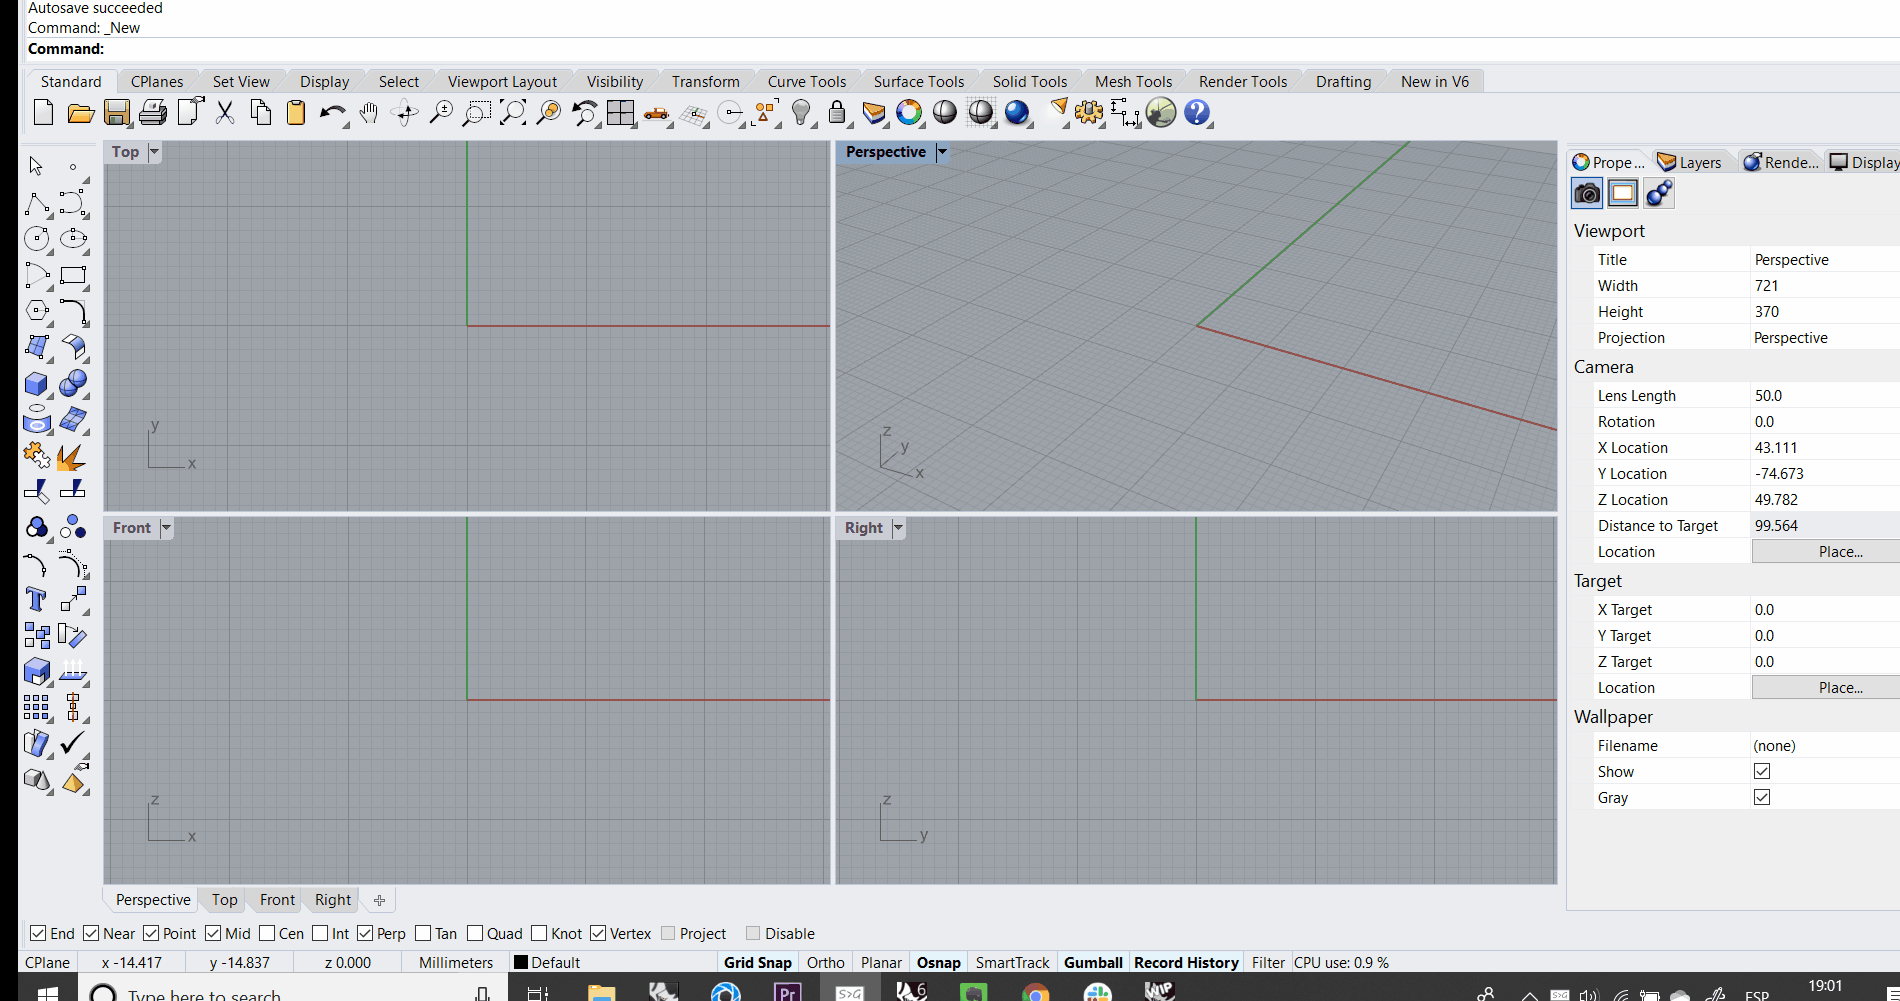 Autosave succeeded
Command: _New
Command:
Standard CPlanes Set View Display Select Viewport Layout Visibility Transform Curve Tools Surface Tools Solid Tools Mesh Tools Render Tools Drafting New in V6
Top
y
x
Perspective
z
y
x
Front
z
x
Right
z
y
Prope... Layers Rende... Display
Viewport
Title Perspective
Width 721
Height 370
Projection Perspective
Camera
Lens Length 50.0
Rotation 0.0
X Location 43.111
Y Location -74.673
Z Location 49.782
Distance to Target 99.564
Location Place...
Target
X Target 0.0
Y Target 0.0
Z Target 0.0
Location Place...
Wallpaper
Filename (none)
Show
Gray
Perspective Top Front Right
End Near Point Mid Cen Int Perp Tan Quad Knot Vertex Project Disable
CPlane x -14.417 y -14.837 z 0.000 Millimeters Default Grid Snap Ortho Planar Osnap SmartTrack Gumball Record History Filter CPU use: 0.9 %
Type here to search Pr S>G 6 WIP S>G ESP 19:01